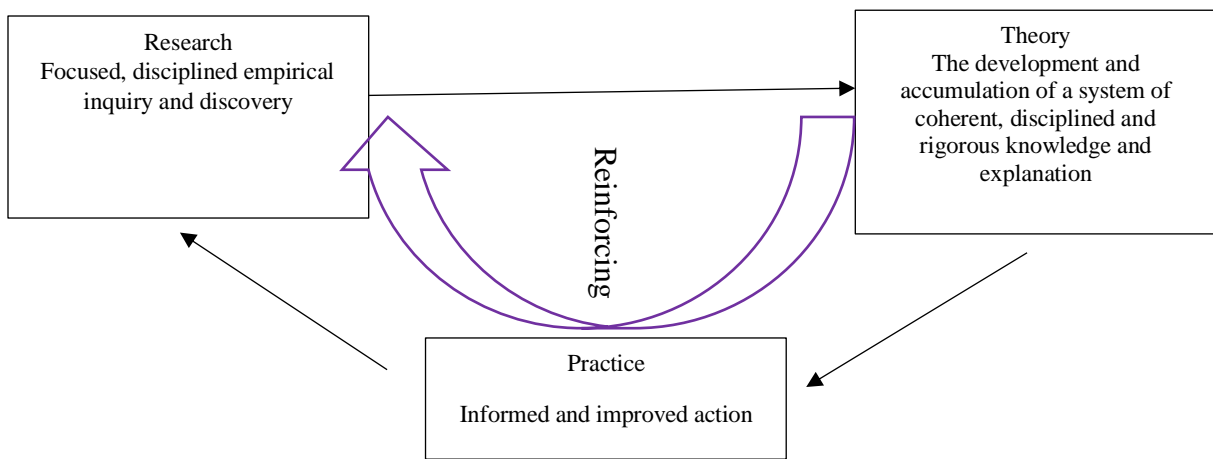 Research
Focused, disciplined empirical
inquiry and discovery
Theory
The development and
accumulation of a system of
coherent, disciplined and
rigorous knowledge and
explanation
Reinforcing
Practice
Informed and improved action